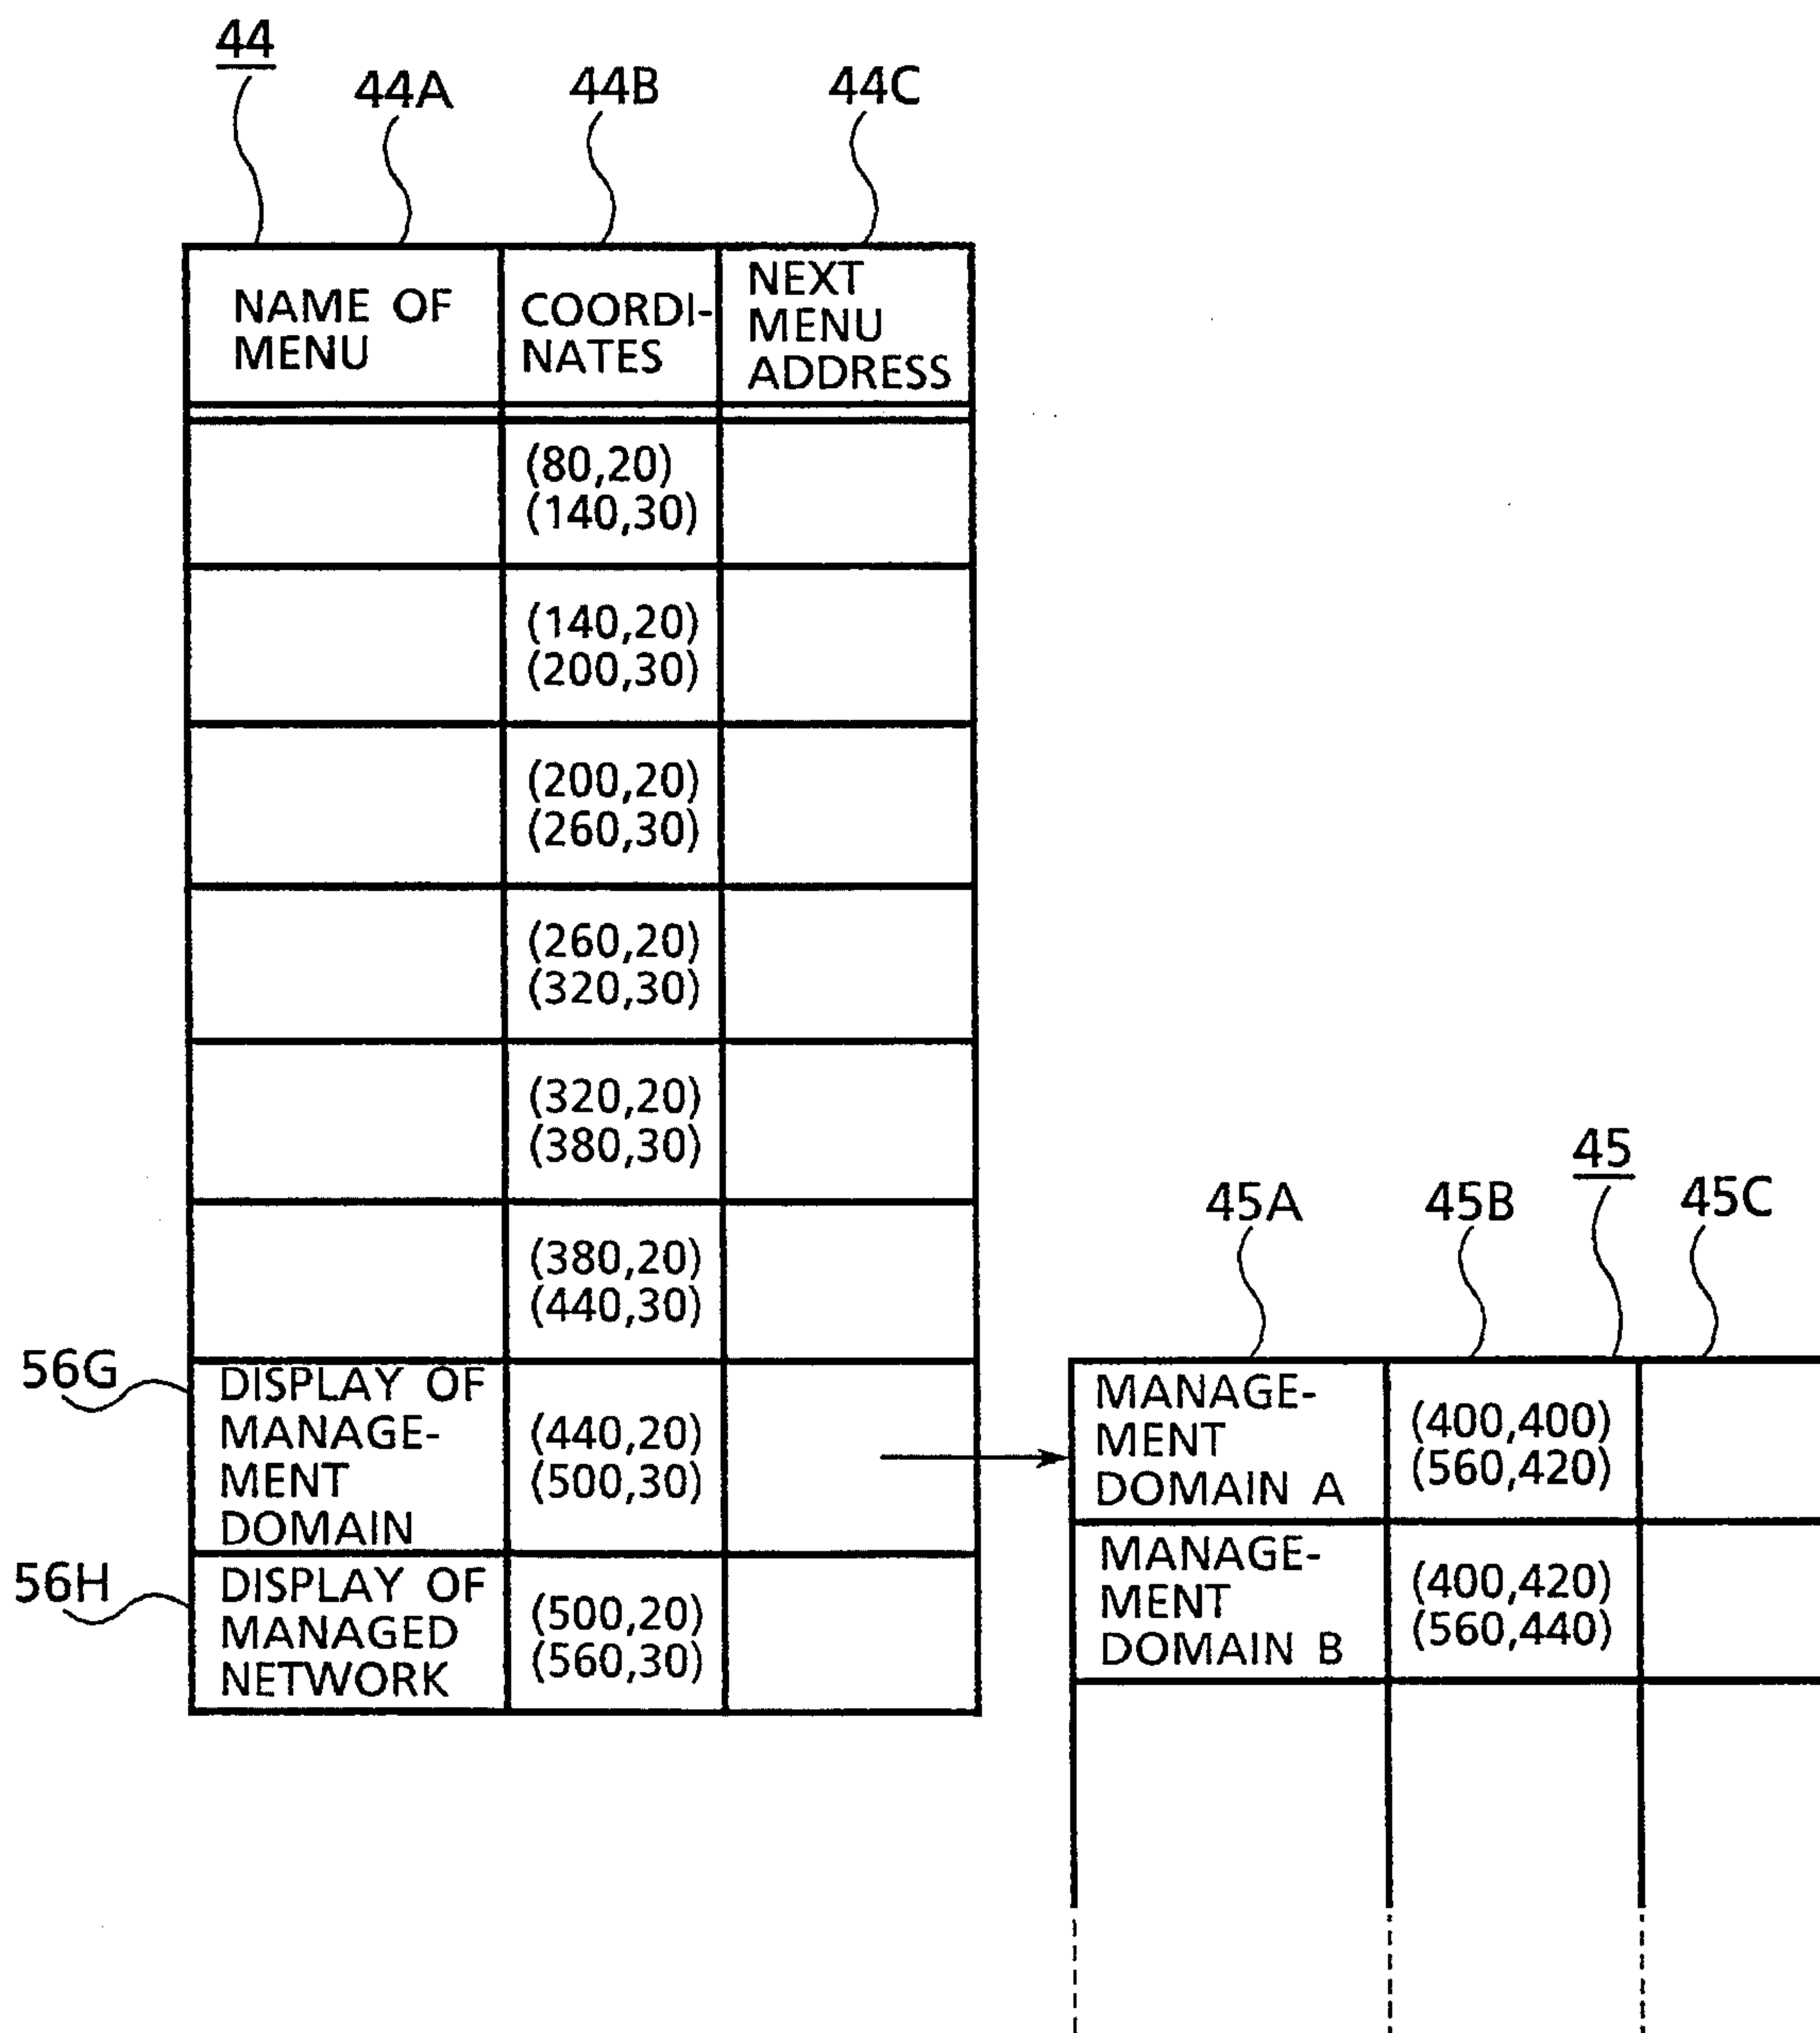 44
44A
44B
44C
NAME OF
MENU
COORDI-
NATES
NEXT
MENU
ADDRESS
(80,20)
(140,30)
(140,20)
(200,30)
(200,20)
(260,30)
(260,20)
(320,30)
(320,20)
(380,30)
(380,20)
(440,30)
56G
DISPLAY OF
MANAGE-
MENT
DOMAIN
(440,20)
(500,30)
56H
DISPLAY OF
MANAGED
NETWORK
(500,20)
(560,30)
45
45A
45B
45C
MANAGE-
MENT
DOMAIN A
(400,400)
(560,420)
MANAGE-
MENT
DOMAIN B
(400,420)
(560,440)